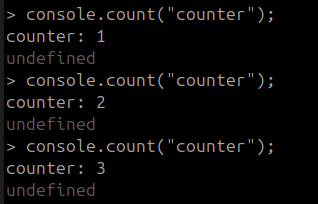 > console.count("counter");
counter: 1
undefined
> console.count("counter");
counter: 2
undefined
> console.count("counter");
counter: 3
undefined